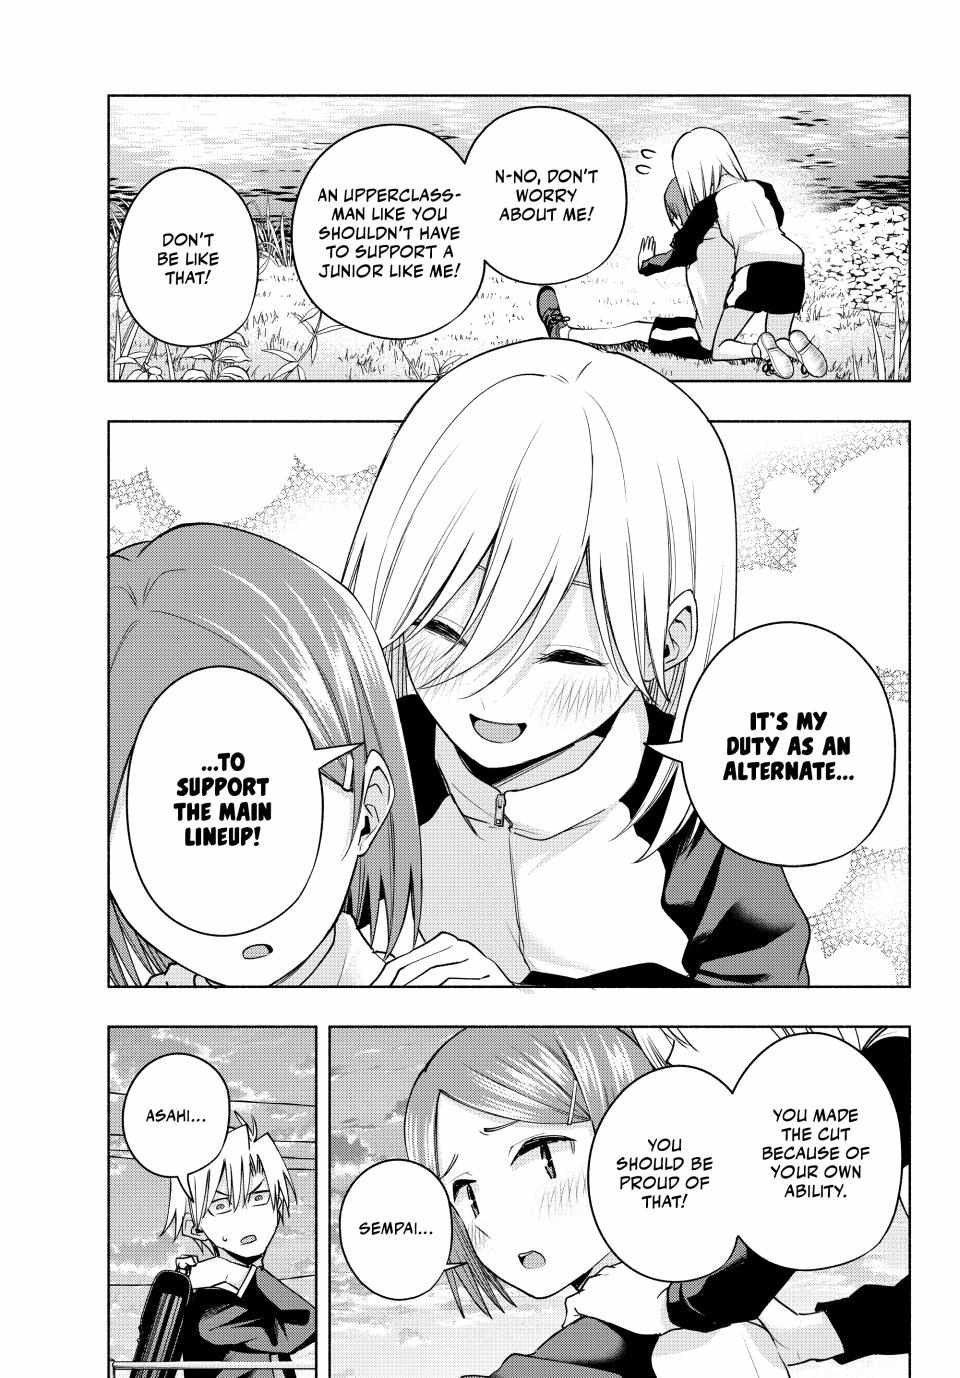 N-NO, DON'T
WORRY
ABOUT ME!
AN UPPERCLASS-
MAN LIKE YOU
SHOULDN'T HAVE
TO SUPPORT A
JUNIOR LIKE ME!
DON'T
BE LIKE
THAT!
IT'S MY
DUTY AS AN
ALTERNATE...
...TO
SUPPORT
THE MAIN
LINEUP!
YOU MADE
THE CUT
BECAUSE OF
YOUR OWN
ABILITY.
YOU
SHOULD BE
PROUD OF
THAT!
SEMPAI...
ASAHI...